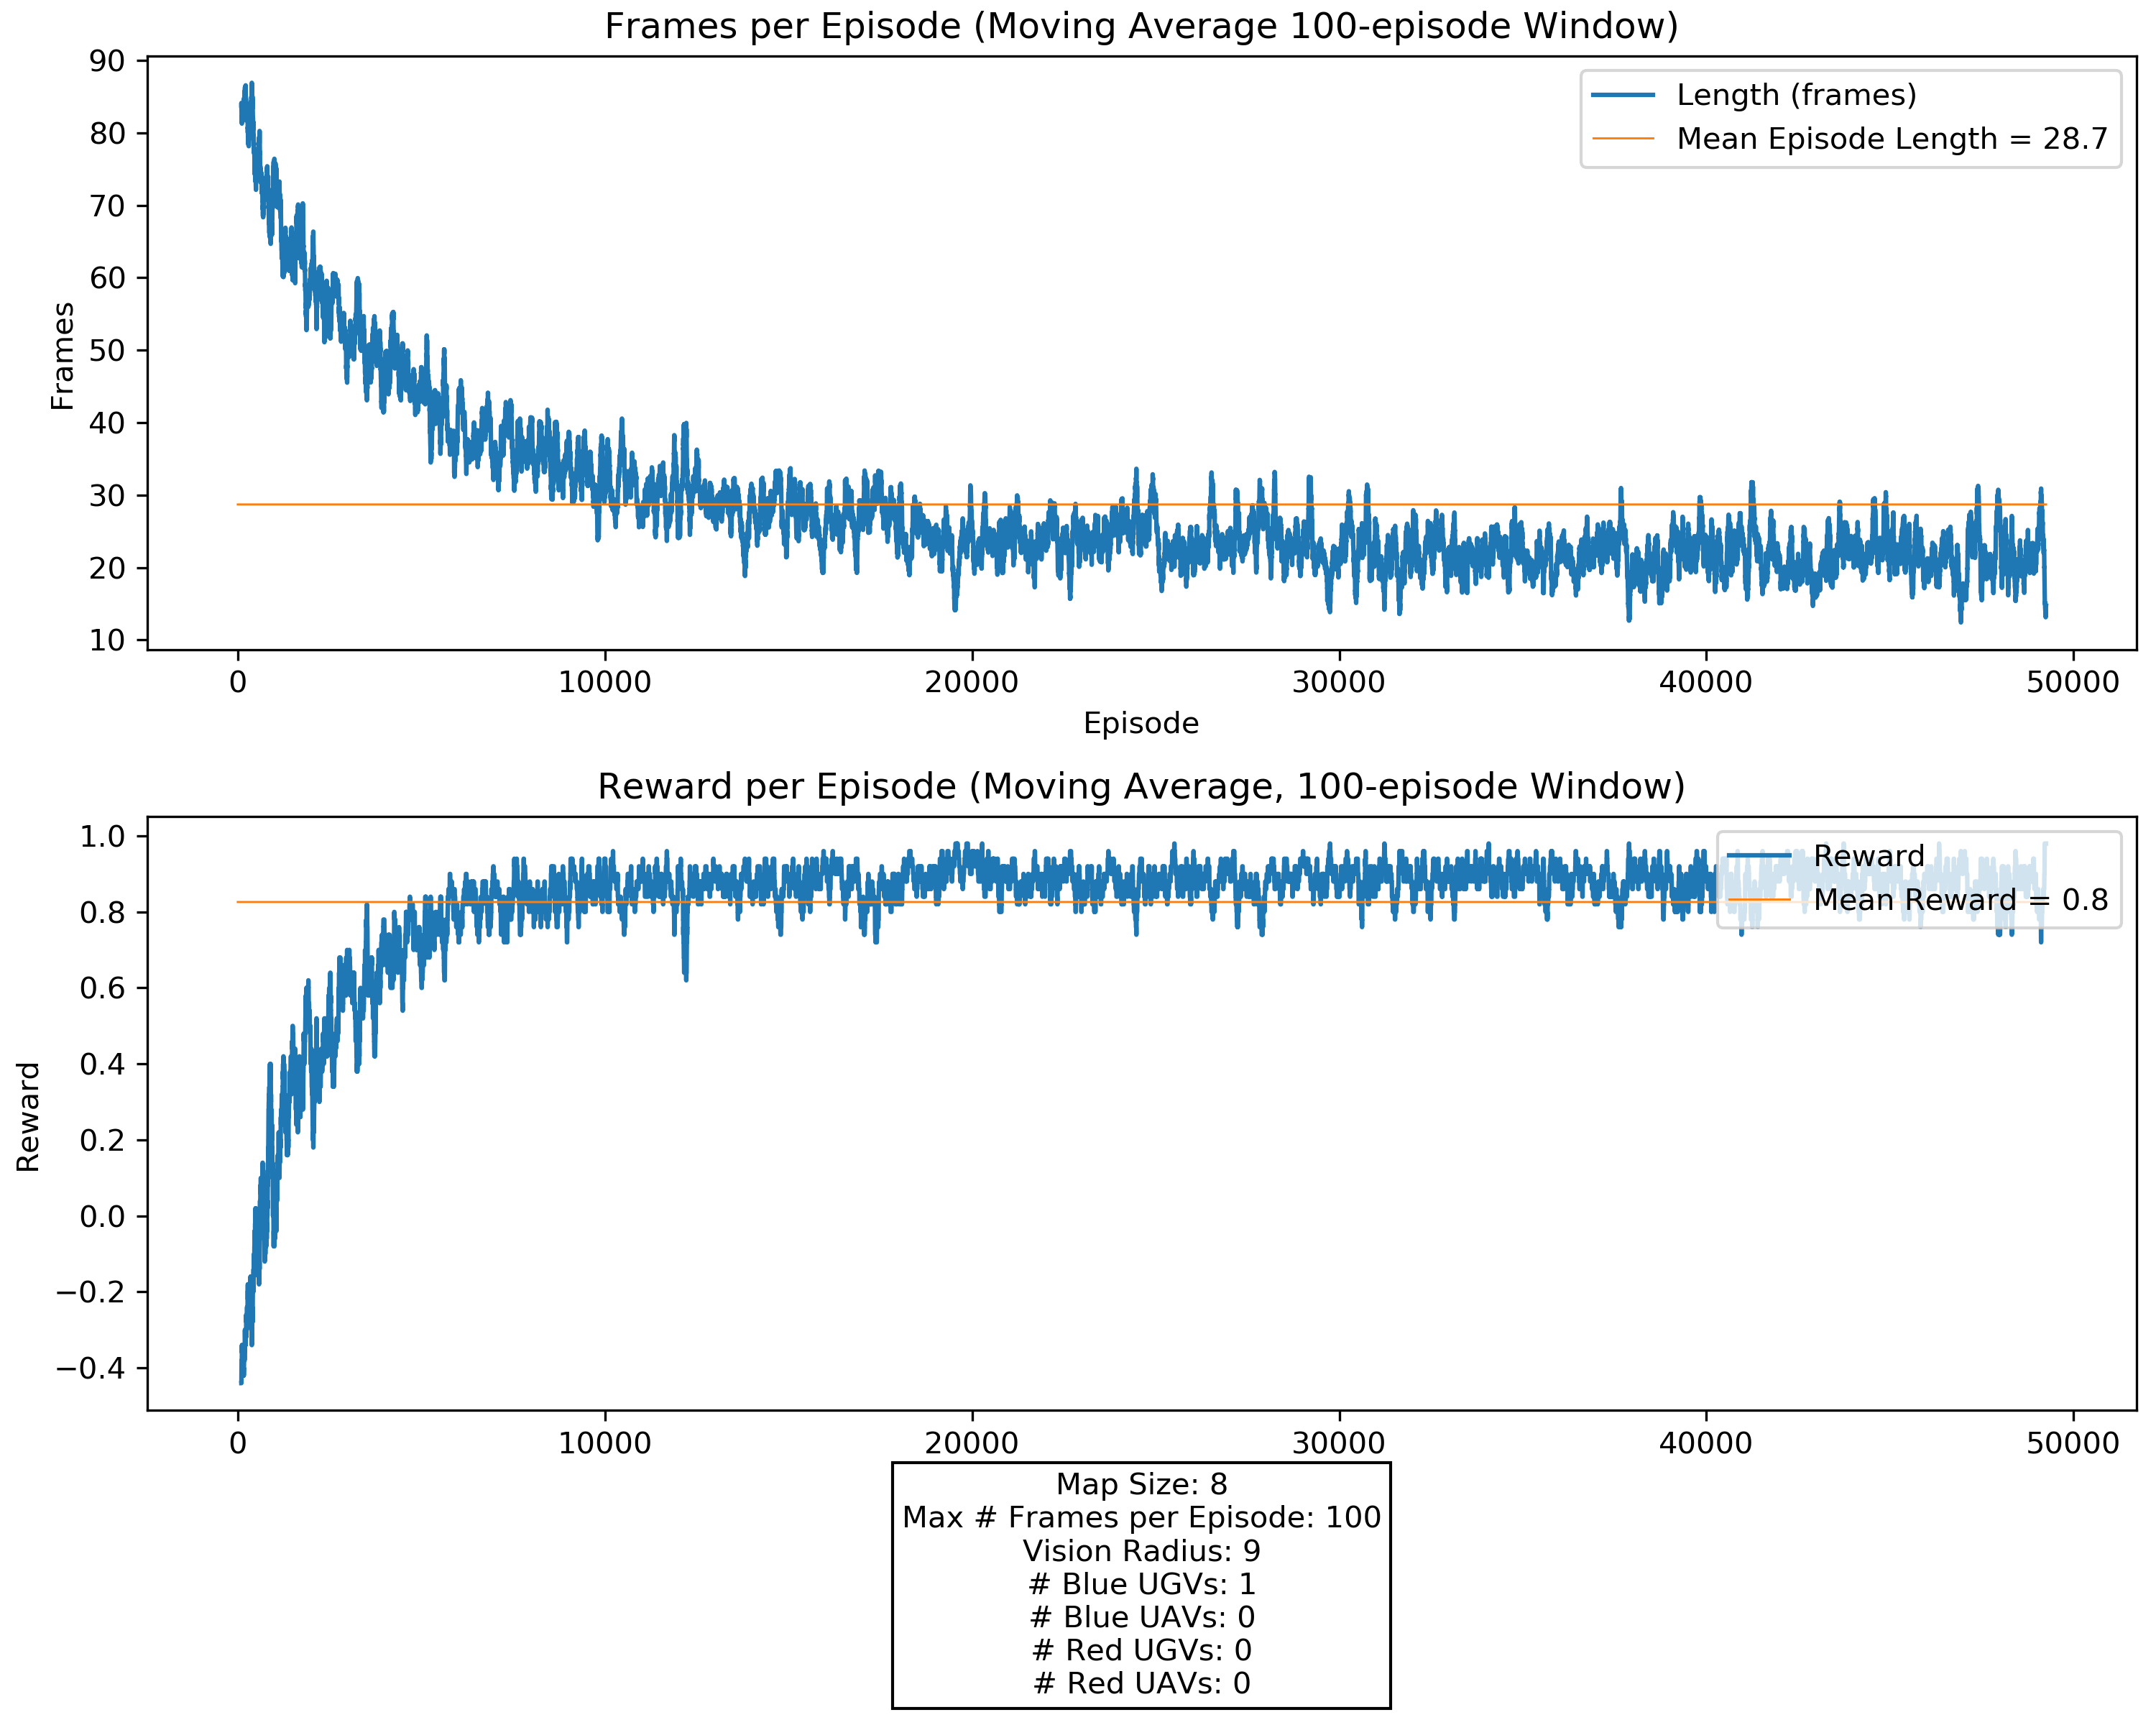 Frames per Episode (Moving Average 100-episode Window)
90
80
70
60
50
40
30
20
10
Frames
Length (frames)
Mean Episode Length = 28.7
0 10000 20000 30000 40000 50000
Episode
Reward per Episode (Moving Average, 100-episode Window)
1.0
0.8
0.6
0.4
0.2
0.0
−0.2
−0.4
Reward
Reward
Mean Reward = 0.8
0 10000 20000 30000 40000 50000
Map Size: 8
Max # Frames per Episode: 100
Vision Radius: 9
# Blue UGVs: 1
# Blue UAVs: 0
# Red UGVs: 0
# Red UAVs: 0